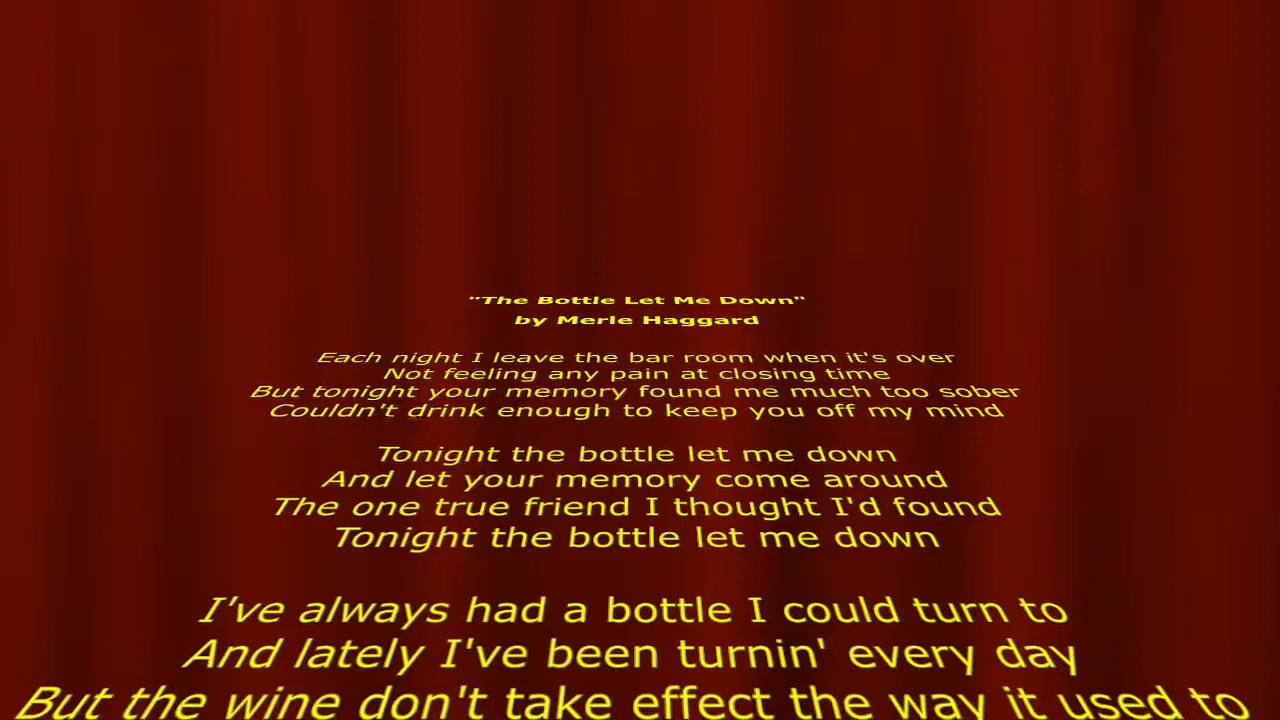 "The Bottle Let Me Down"
by Merle Haggard
Each night I leave the bar room when it's over
Not feeling any pain at closing time
But tonight your memory found me much too sober
Couldn't drink enough to keep you off my mind
Tonight the bottle let me down
And let your memory come around
The one true friend I thought I'd found
Tonight the bottle let me down
I've always had a bottle I could turn to
And lately I've been turnin' every day
But the wine don't take effect the way it used to